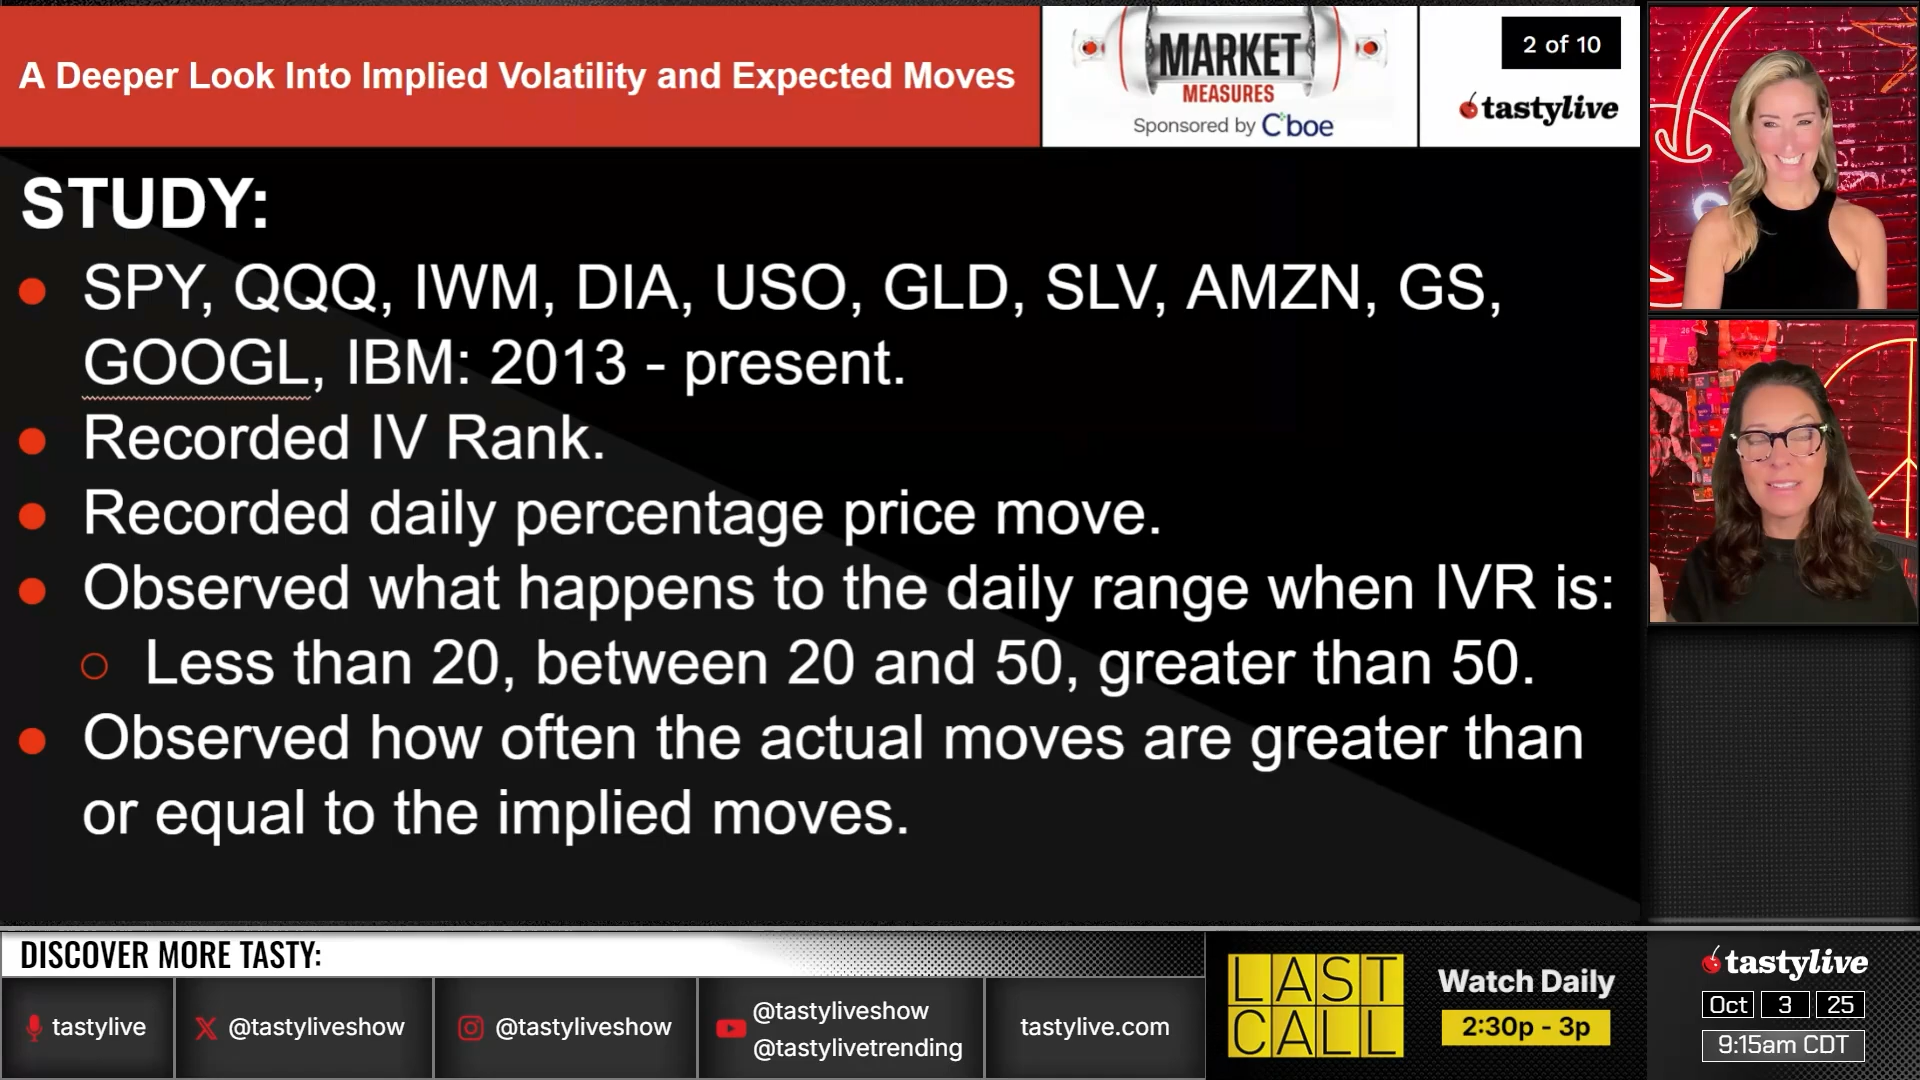 A Deeper Look Into Implied Volatility and Expected Moves
MARKET
MEASURES
Sponsored by Cboe
2 of 10
tastylive
STUDY:
SPY, QQQ, IWM, DIA, USO, GLD, SLV, AMZN, GS,
GOOGL, IBM: 2013 - present.
Recorded IV Rank.
Recorded daily percentage price move.
Observed what happens to the daily range when IVR is:
Less than 20, between 20 and 50, greater than 50.
Observed how often the actual moves are greater than
or equal to the implied moves.
DISCOVER MORE TASTY:
tastylive
@tastyliveshow
@tastyliveshow
@tastyliveshow
@tastylivetrending
tastylive.com
LAST
CALL
Watch Daily
2:30p - 3p
tastylive
Oct 3 25
9:15am CDT